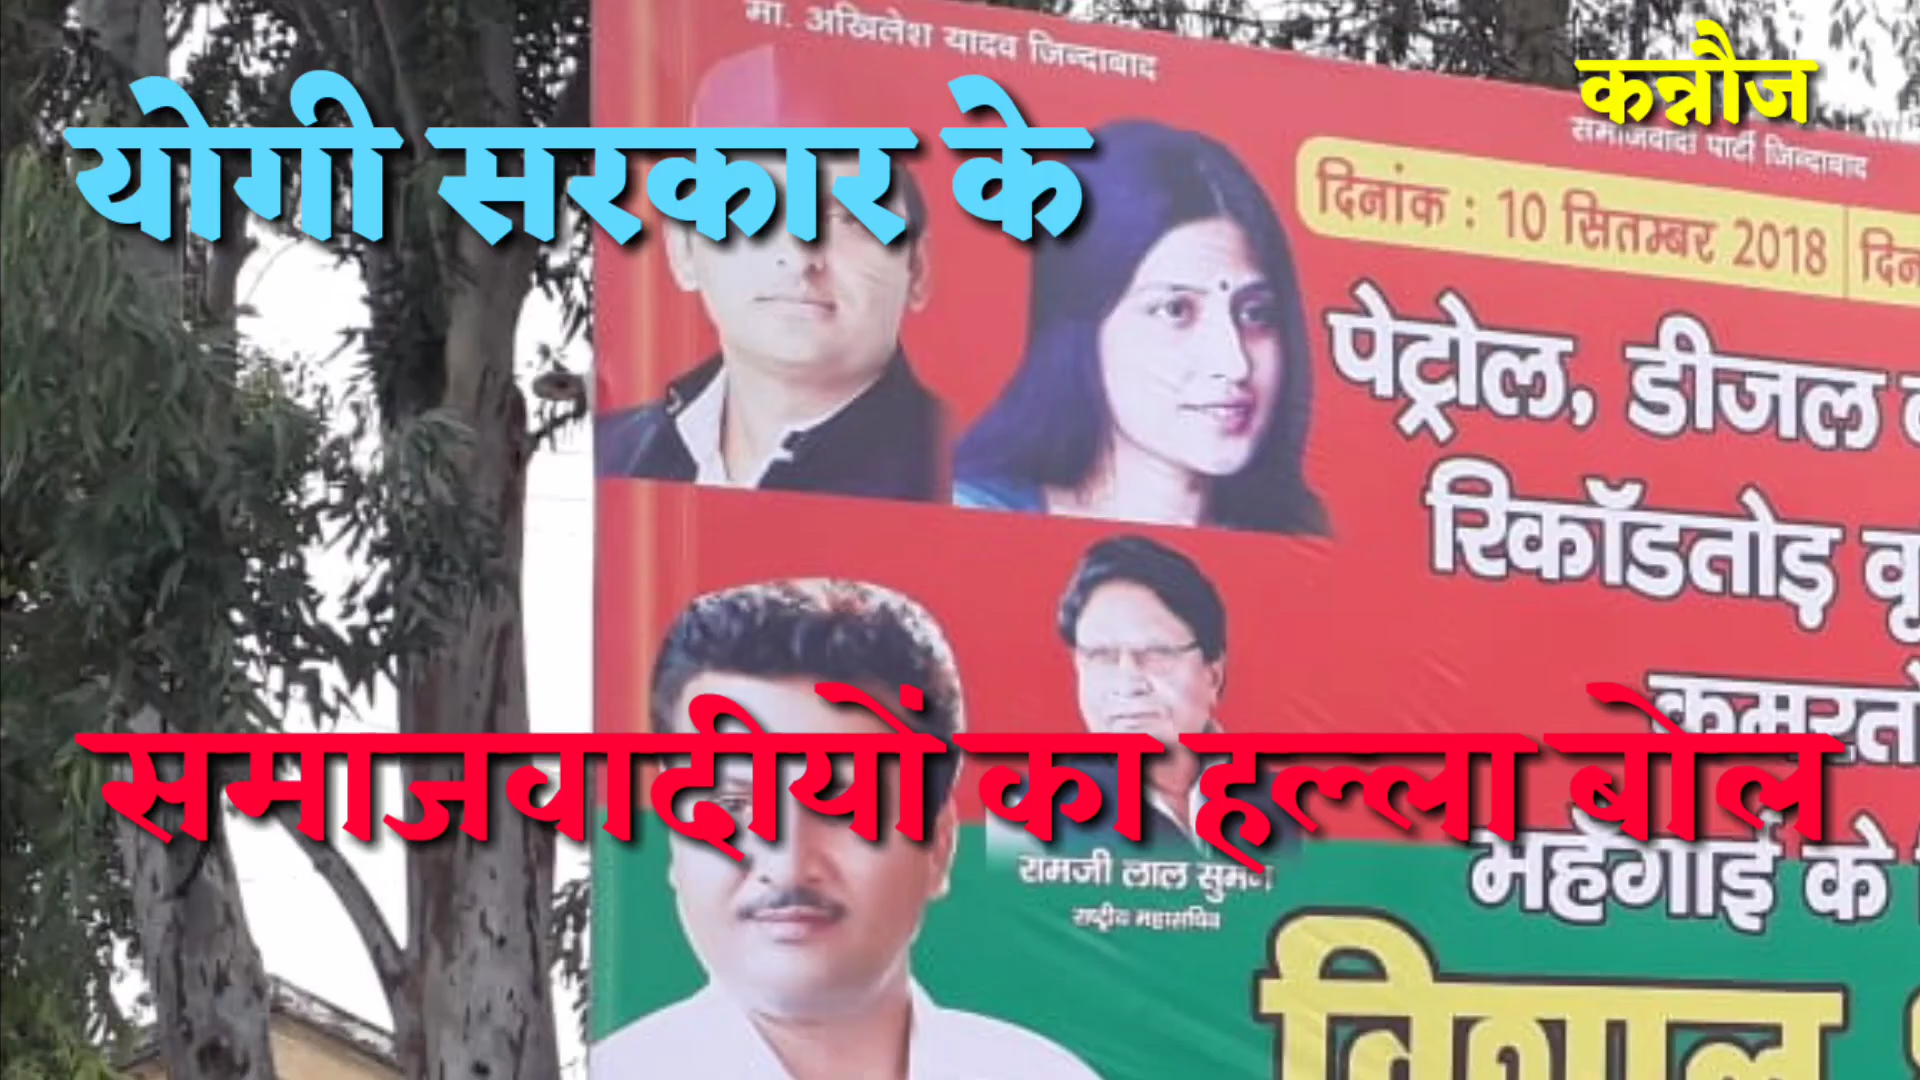 मा. अखिलेश यादव जिन्दाबाद
कन्नौज
समाजवादी पार्टी जिन्दाबाद
योगी सरकार के
दिनांक : 10 सितम्बर 2018
पेट्रोल, डीजल
रिकॉडतोड़
समाजवादीयों का हल्ला बोल
महँगाई के
रामजी लाल सुमन
राष्ट्रीय महासचिव
विशाल